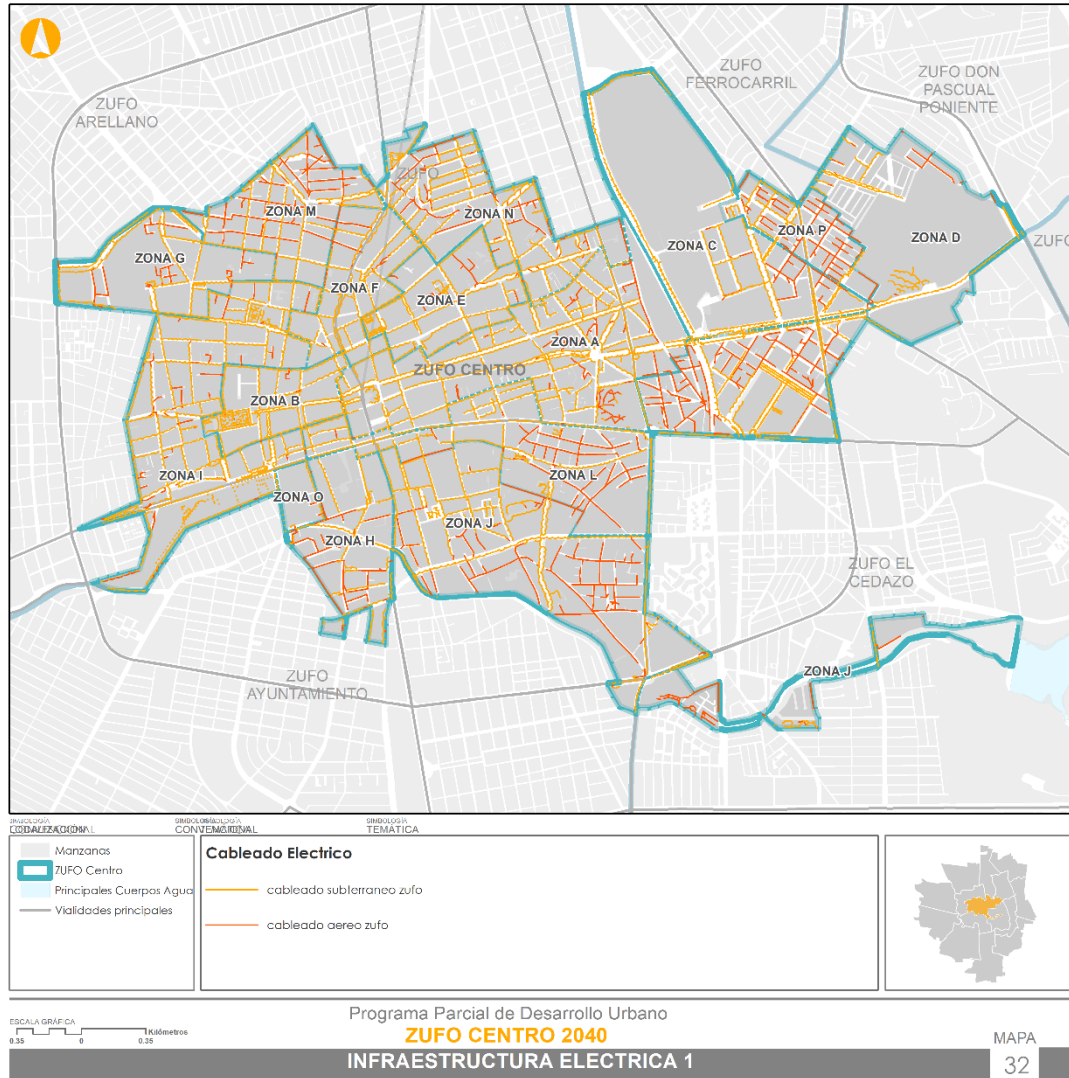 ZUFO
FERROCARRIL
ZUFO DON
PASCUAL
PONIENTE
ZUFO
ARELLANO
ZUFO
ZONA M
ZONA N
ZONA G
ZONA C
ZONA P
ZONA D
ZUFO
ZONA F
ZONA E
ZONA A
ZUFO CENTRO
ZONA B
ZONA I
ZONA O
ZONA L
ZONA J
ZONA H
ZUFO EL
CEDAZO
ZUFO
AYUNTAMIENTO
ZONA J
SIMBOLOGÍA
TEMATICA
Manzanas
ZUFO Centro
Principales Cuerpos Agua
Vialidades principales
Cableado Electrico
cableado subterraneo zufo
cableado aereo zufo
ESCALA GRÁFICA
0.35 0 0.35 Kilómetros
Programa Parcial de Desarrollo Urbano
ZUFO CENTRO 2040
INFRAESTRUCTURA ELECTRICA 1
MAPA
32